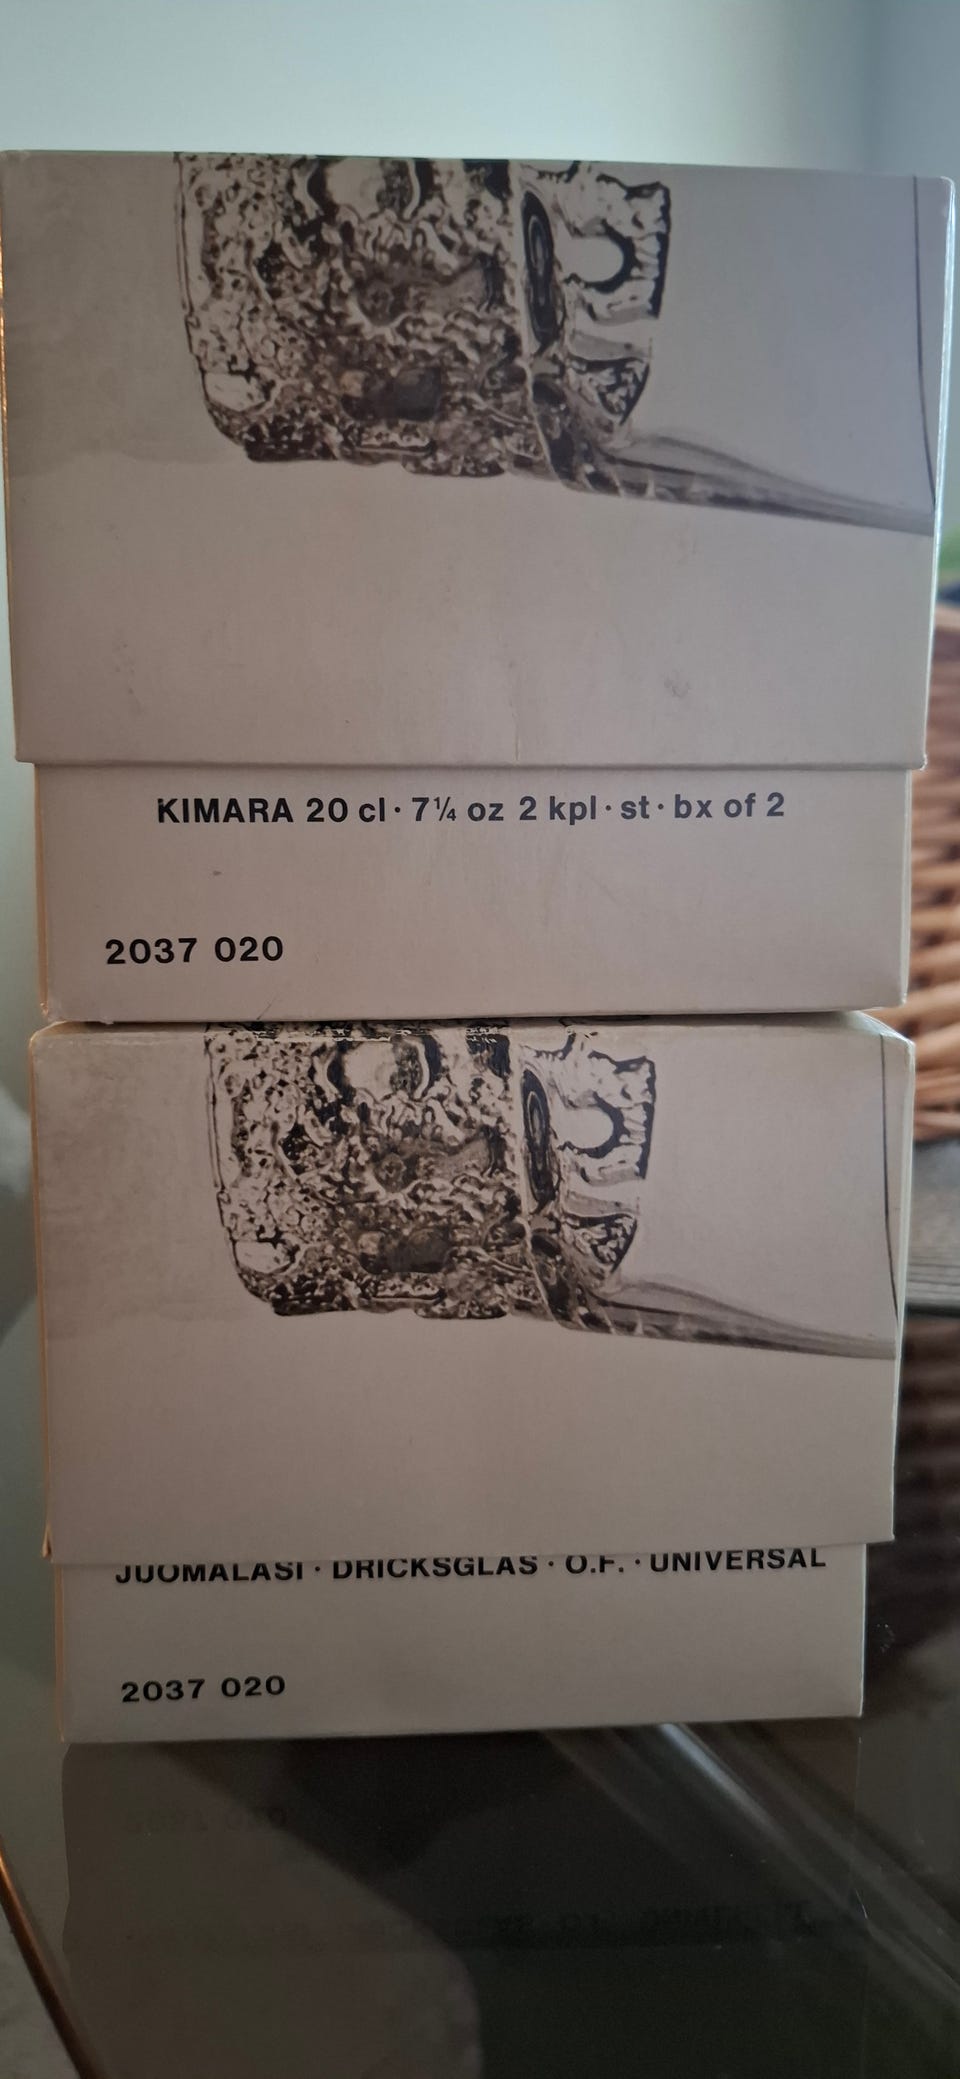 KIMARA 20 cl · 7¼ oz 2 kpl · st · bx of 2
2037 020
JUOMALASI · DRICKSGLAS · O.F. · UNIVERSAL
2037 020